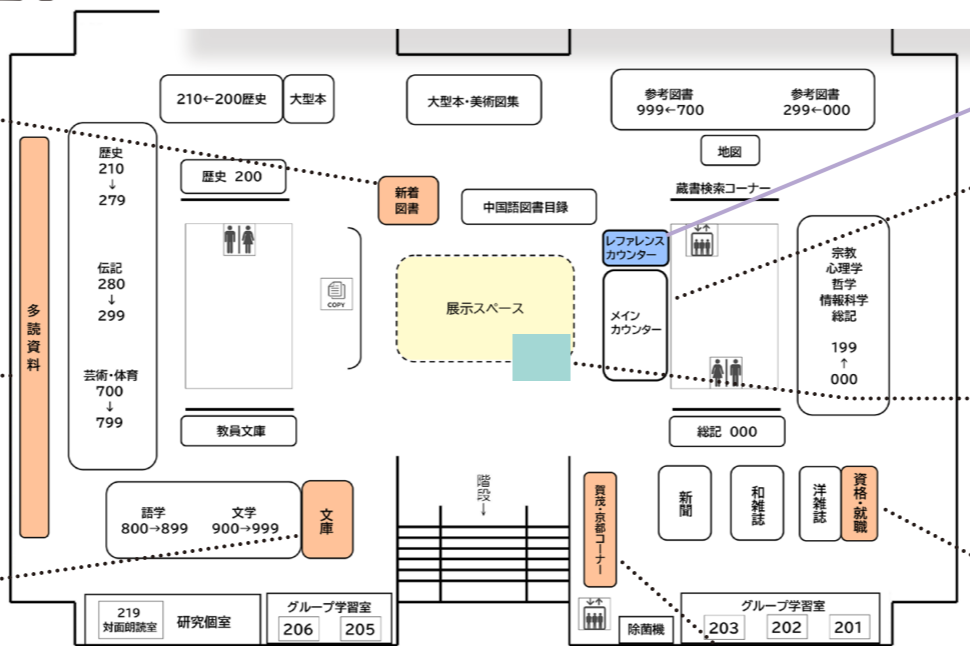 210←200歴史
大型本
大型本・美術図集
参考図書
999←700
参考図書
299←000
地図
歴史
210
↓
279
伝記
280
↓
299
芸術・体育
700
↓
799
歴史 200
新着
図書
中国語図書目録
蔵書検索コーナー
レファレンス
カウンター
メイン
カウンター
展示スペース
COPY
宗教
心理学
哲学
情報科学
総記
199
↑
000
多読資料
教員文庫
総記 000
語学
800→899
文学
900→999
文庫
階段→
賀茂・京都コーナー
新聞
和雑誌
洋雑誌
資格・就職
219
対面朗読室
研究個室
グループ学習室
206
205
除菌機
グループ学習室
203
202
201